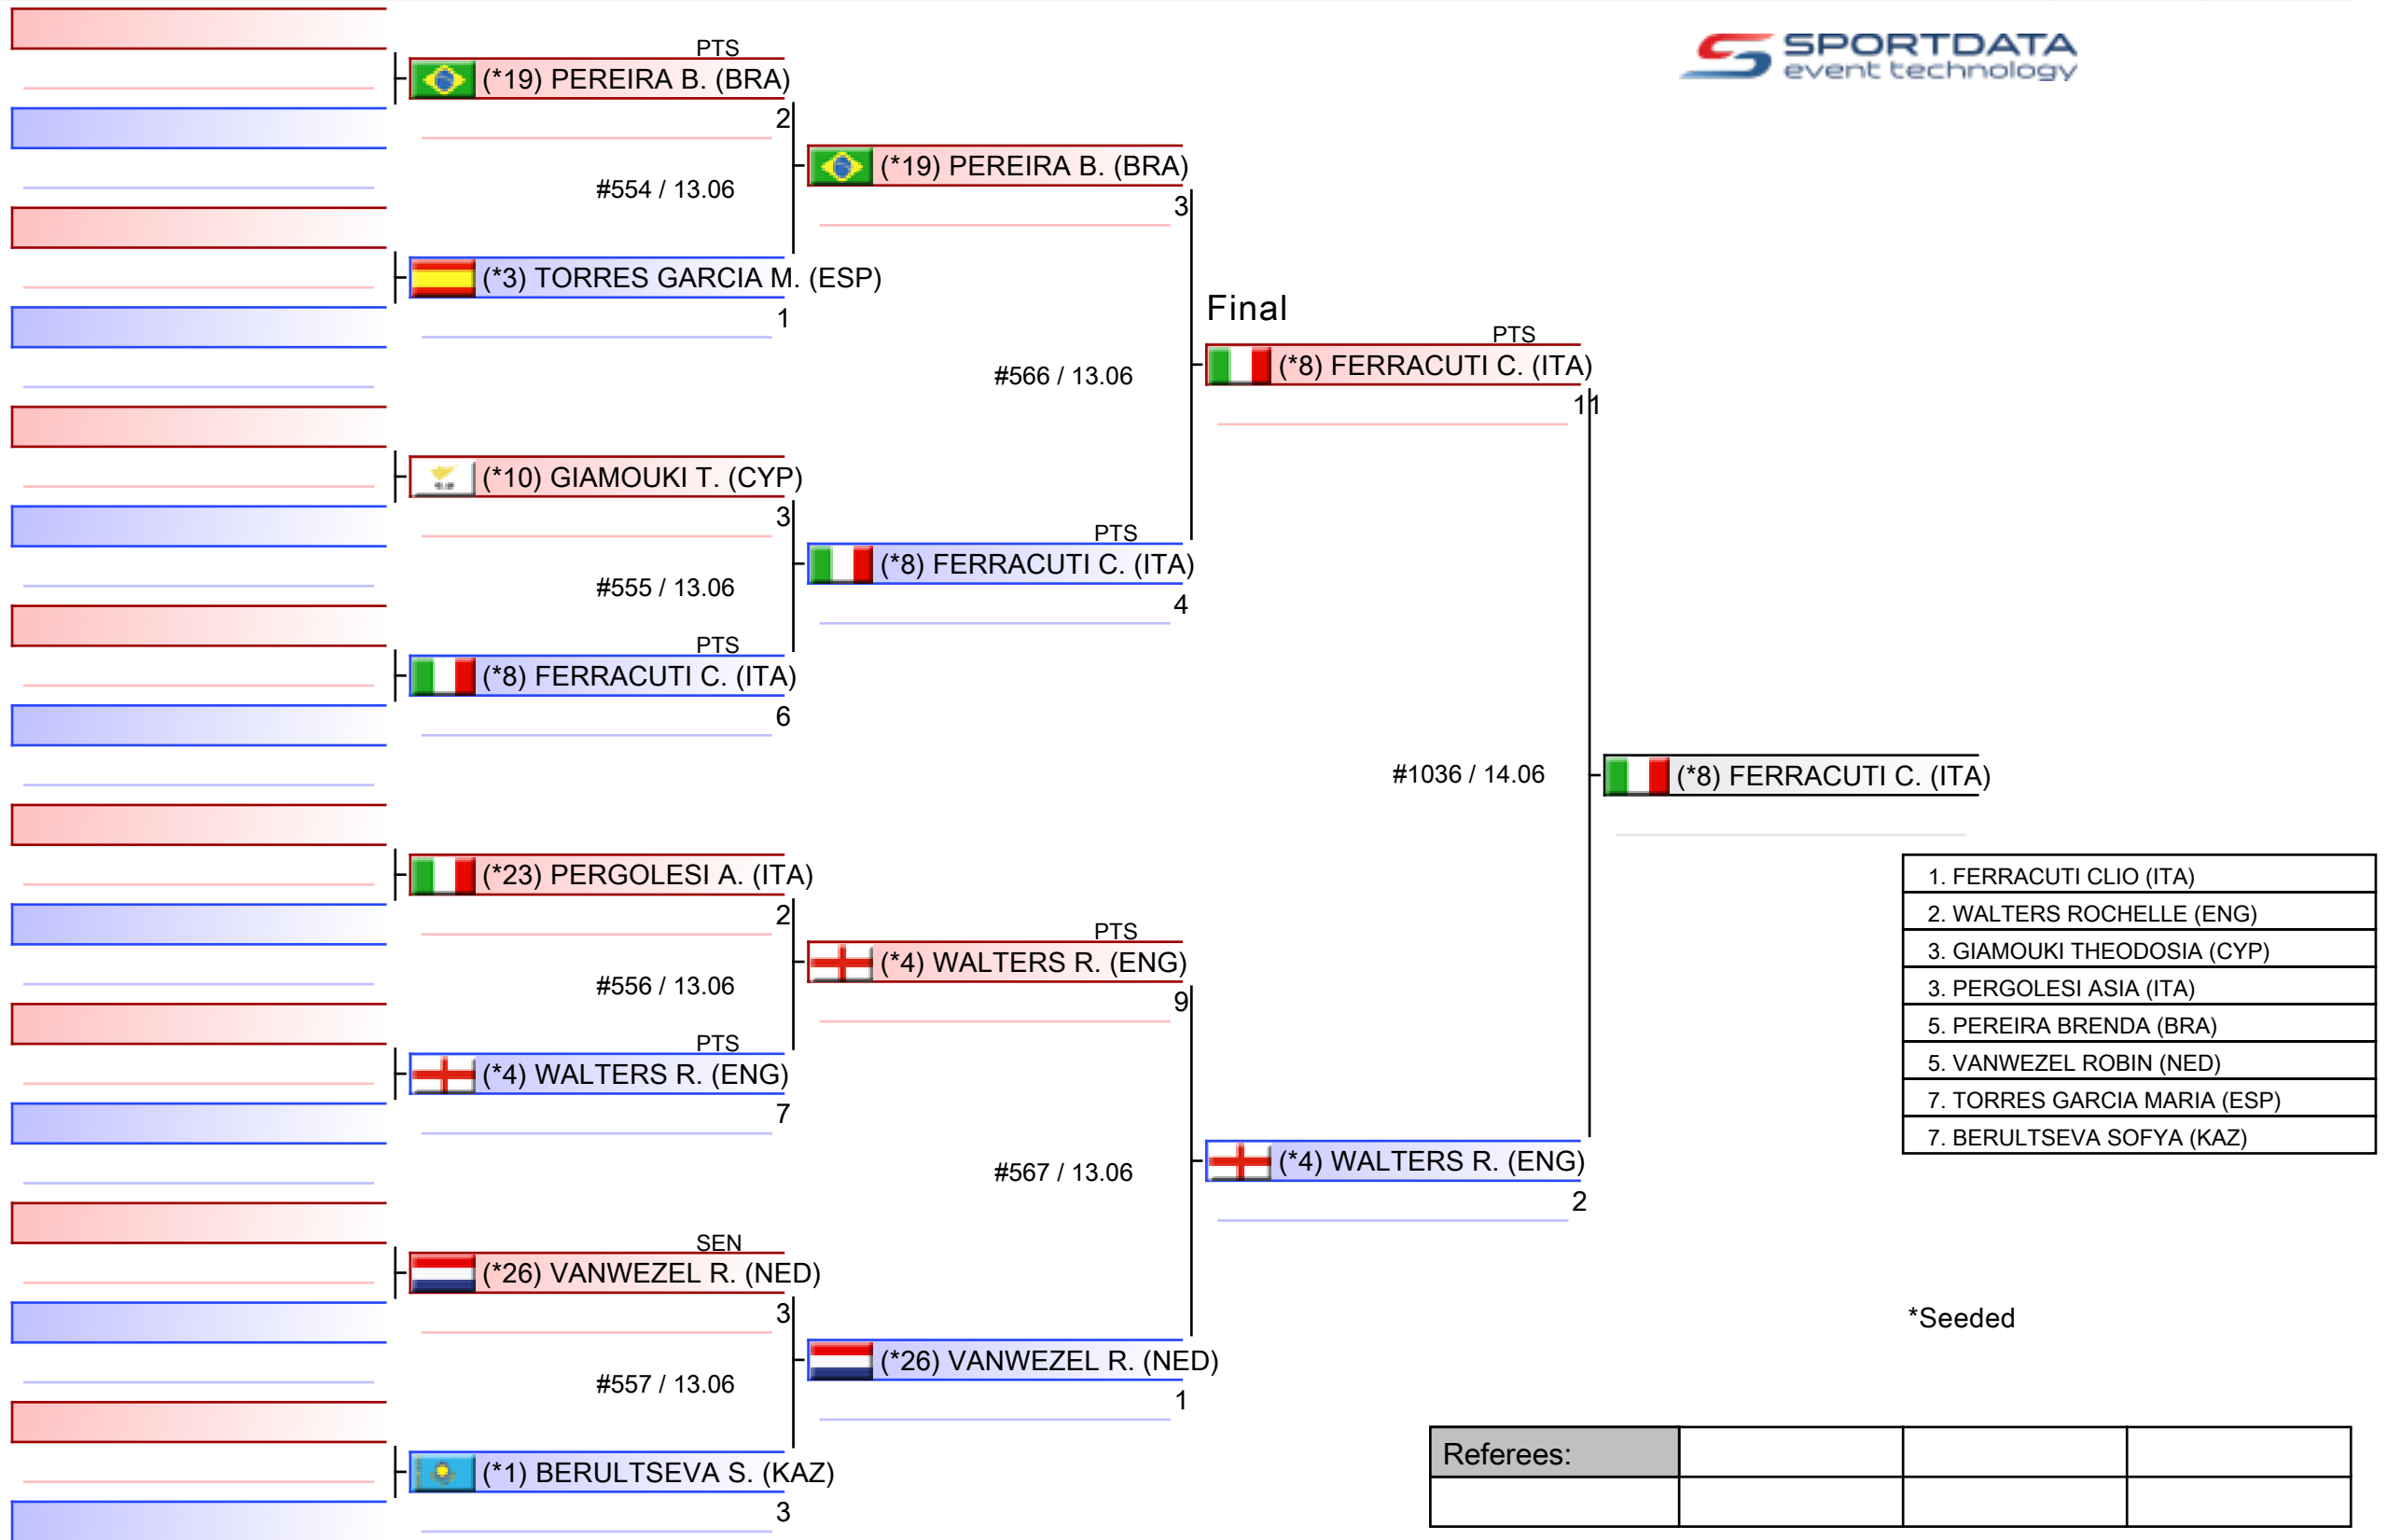 SPORTDATA
event technology
PTS
(*19) PEREIRA B. (BRA)
2
#554 / 13.06
(*3) TORRES GARCIA M. (ESP)
1
(*10) GIAMOUKI T. (CYP)
3
#555 / 13.06
PTS
(*8) FERRACUTI C. (ITA)
6
(*23) PERGOLESI A. (ITA)
2
#556 / 13.06
PTS
(*4) WALTERS R. (ENG)
7
SEN
(*26) VANWEZEL R. (NED)
3
#557 / 13.06
(*1) BERULTSEVA S. (KAZ)
3
(*19) PEREIRA B. (BRA)
3
#566 / 13.06
PTS
(*8) FERRACUTI C. (ITA)
4
PTS
(*4) WALTERS R. (ENG)
9
#567 / 13.06
(*26) VANWEZEL R. (NED)
1
Final
PTS
(*8) FERRACUTI C. (ITA)
11
#1036 / 14.06
(*4) WALTERS R. (ENG)
2
(*8) FERRACUTI C. (ITA)
1. FERRACUTI CLIO (ITA)
2. WALTERS ROCHELLE (ENG)
3. GIAMOUKI THEODOSIA (CYP)
3. PERGOLESI ASIA (ITA)
5. PEREIRA BRENDA (BRA)
5. VANWEZEL ROBIN (NED)
7. TORRES GARCIA MARIA (ESP)
7. BERULTSEVA SOFYA (KAZ)
*Seeded
Referees: